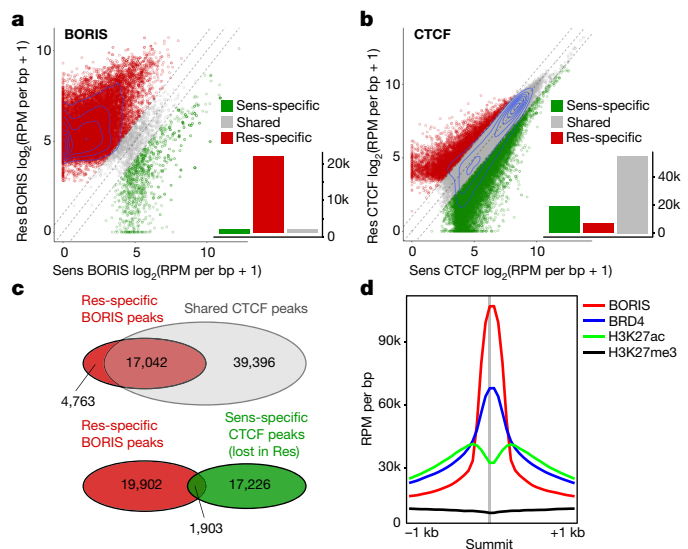 a
BORIS
Res BORIS log2(RPM per bp + 1)
10
5
0
0
5
10
Sens BORIS log2(RPM per bp + 1)
Sens-specific
Shared
Res-specific
20k
10k
0
b
CTCF
Res CTCF log2(RPM per bp + 1)
10
5
0
0
5
10
Sens CTCF log2(RPM per bp + 1)
Sens-specific
Shared
Res-specific
40k
20k
0
c
Res-specific
BORIS peaks
Shared CTCF peaks
17,042
39,396
4,763
Res-specific
BORIS peaks
Sens-specific
CTCF peaks
(lost in Res)
19,902
17,226
1,903
d
RPM per bp
90k
60k
30k
0
−1 kb
Summit
+1 kb
BORIS
BRD4
H3K27ac
H3K27me3